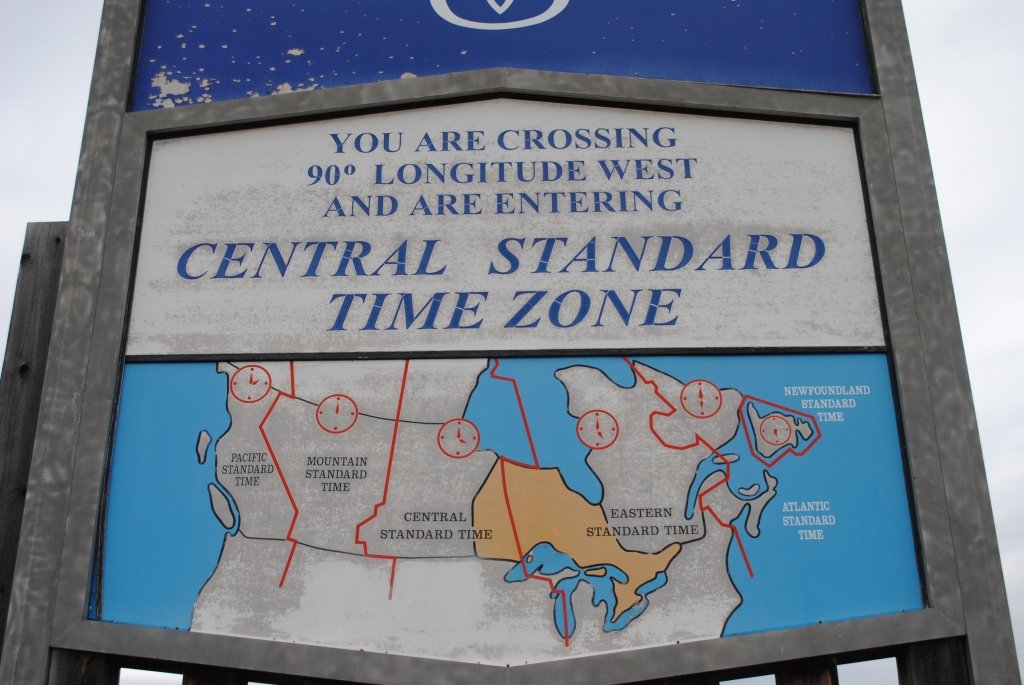 YOU ARE CROSSING
90º LONGITUDE WEST
AND ARE ENTERING
CENTRAL STANDARD
TIME ZONE
NEWFOUNDLAND
STANDARD
TIME
PACIFIC
STANDARD
TIME
MOUNTAIN
STANDARD
TIME
CENTRAL
STANDARD TIME
EASTERN
STANDARD TIME
ATLANTIC
STANDARD
TIME